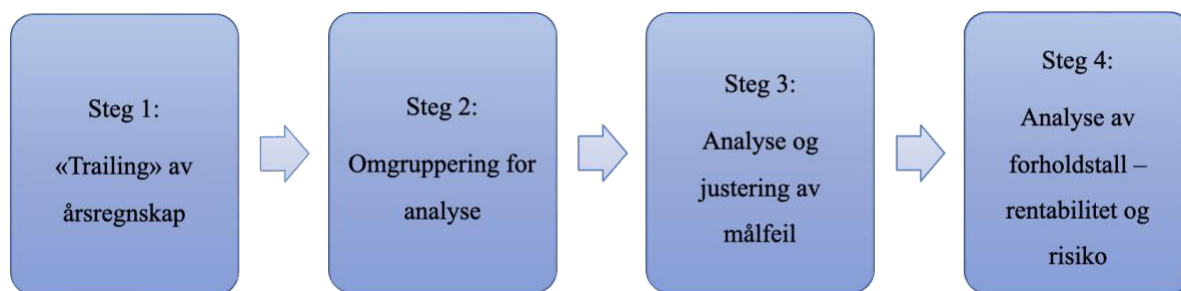 Steg 1:
«Trailing» av
årsregnskap
Steg 2:
Omgruppering for
analyse
Steg 3:
Analyse og
justering av
målfeil
Steg 4:
Analyse av
forholdstall –
rentabilitet og
risiko